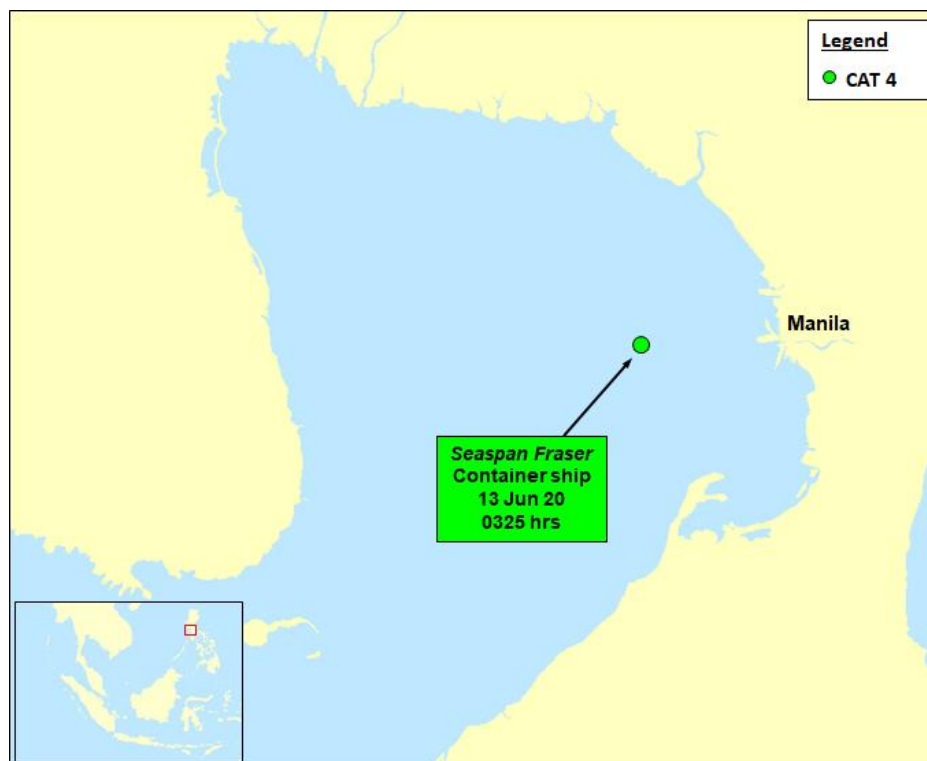 Legend
CAT 4
Manila
Seaspan Fraser
Container ship
13 Jun 20
0325 hrs